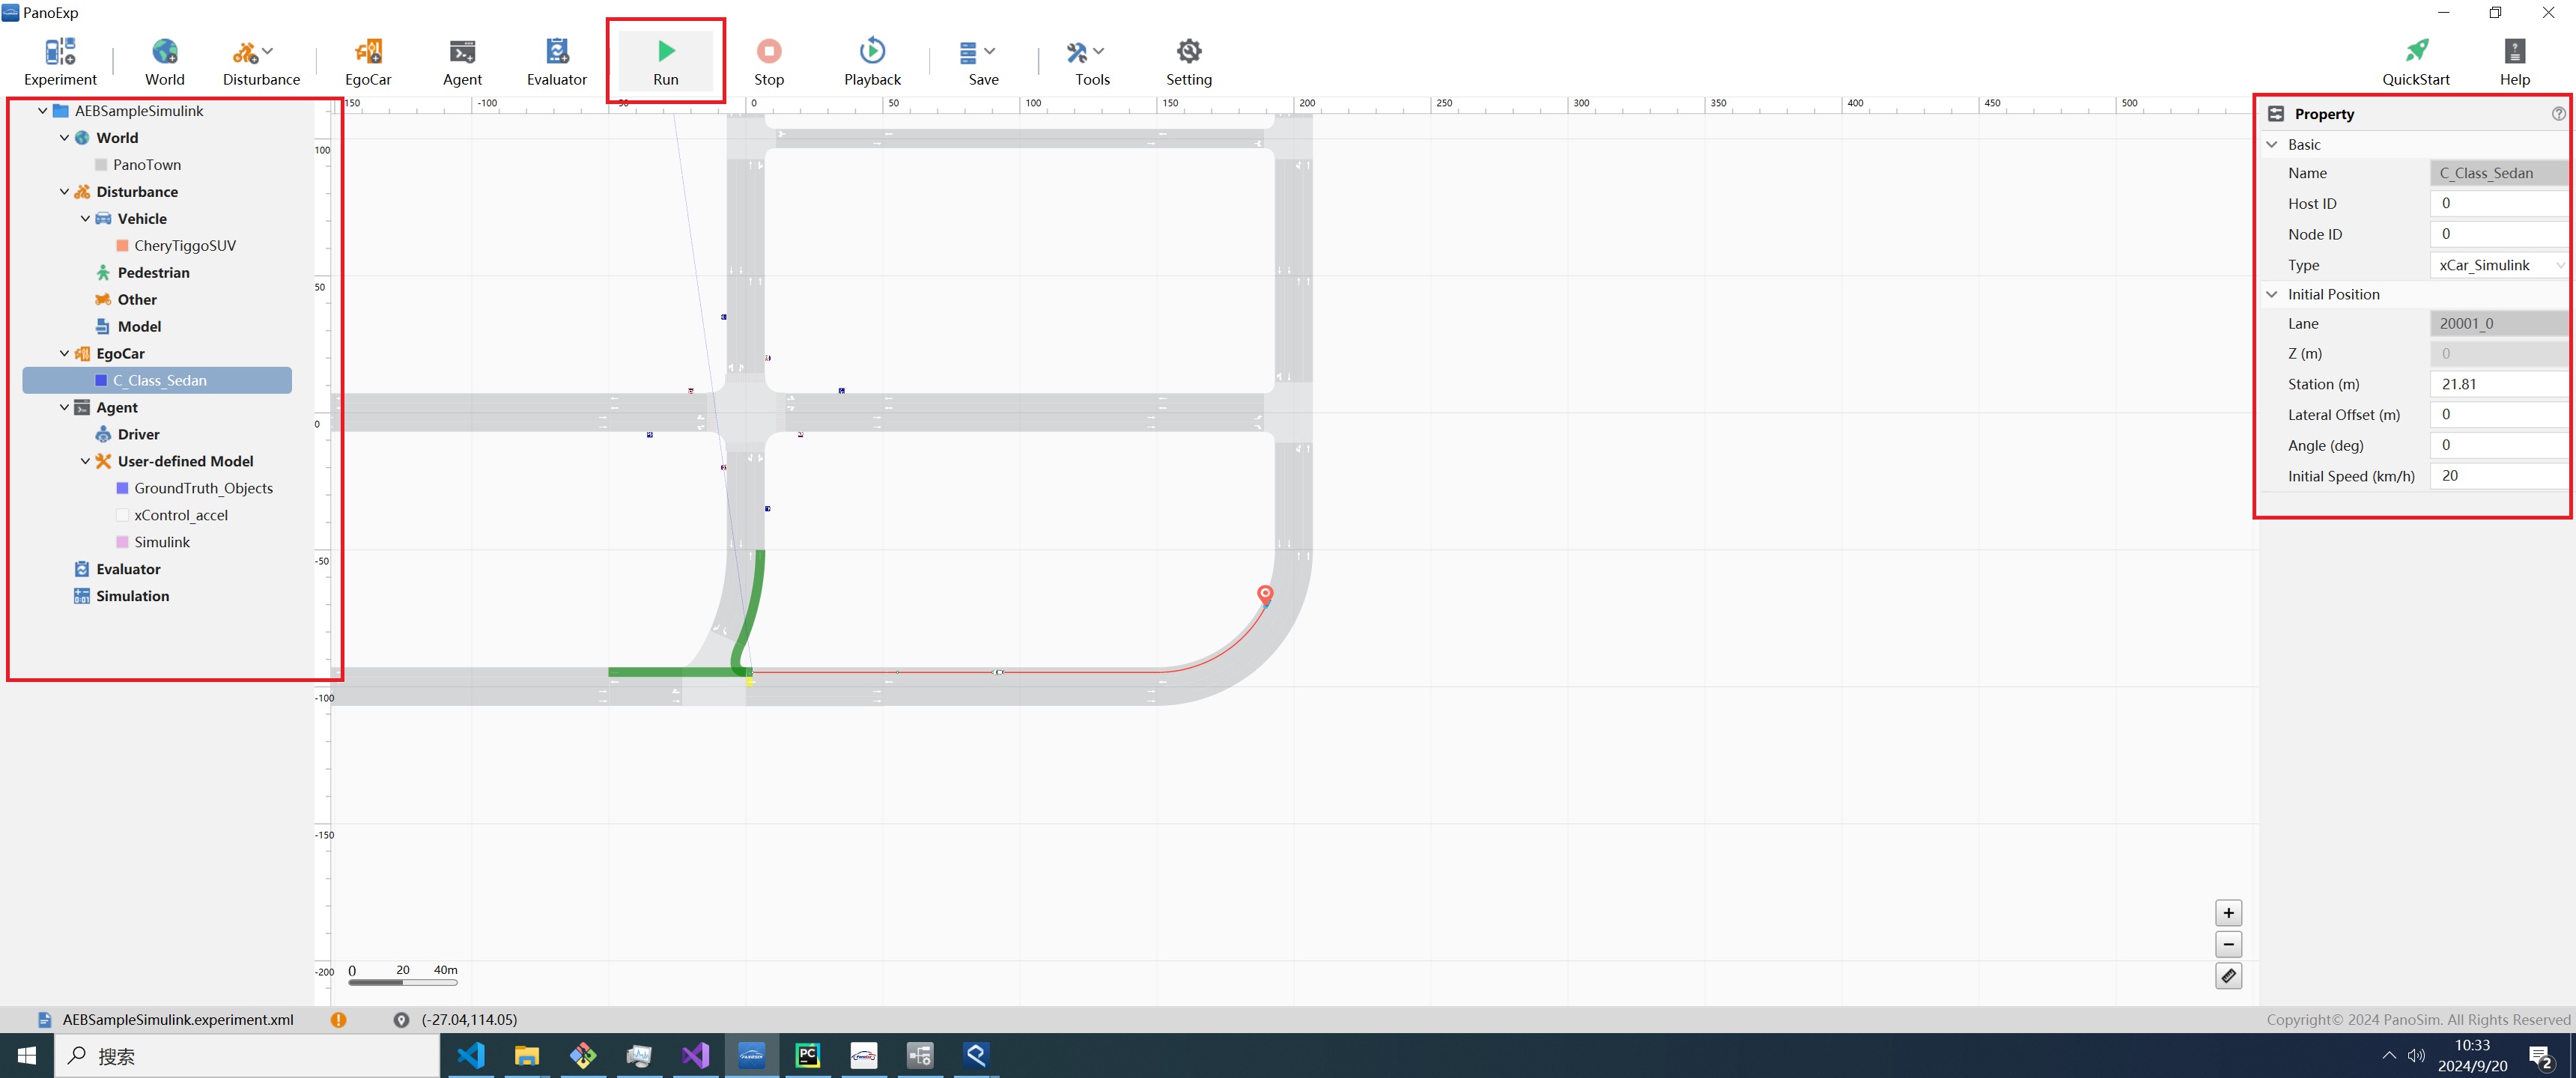 PanoExp
Experiment World Disturbance EgoCar Agent Evaluator Run Stop Playback Save Tools Setting QuickStart Help
AEBSampleSimulink
World
PanoTown
Disturbance
Vehicle
CheryTiggoSUV
Pedestrian
Other
Model
EgoCar
C_Class_Sedan
Agent
Driver
User-defined Model
GroundTruth_Objects
xControl_accel
Simulink
Evaluator
Simulation
150 -100 50 0 50 100 150 200 250 300 350 400 450 500
100
50
0
-50
-100
-150
-200
0 20 40m
Property
Basic
Name C_Class_Sedan
Host ID 0
Node ID 0
Type xCar_Simulink
Initial Position
Lane 20001_0
Z (m) 0
Station (m) 21.81
Lateral Offset (m) 0
Angle (deg) 0
Initial Speed (km/h) 20
+
−
AEBSampleSimulink.experiment.xml (-27.04,114.05) Copyright© 2024 PanoSim. All Rights Reserved
搜索
PC
10:33
2024/9/20
2